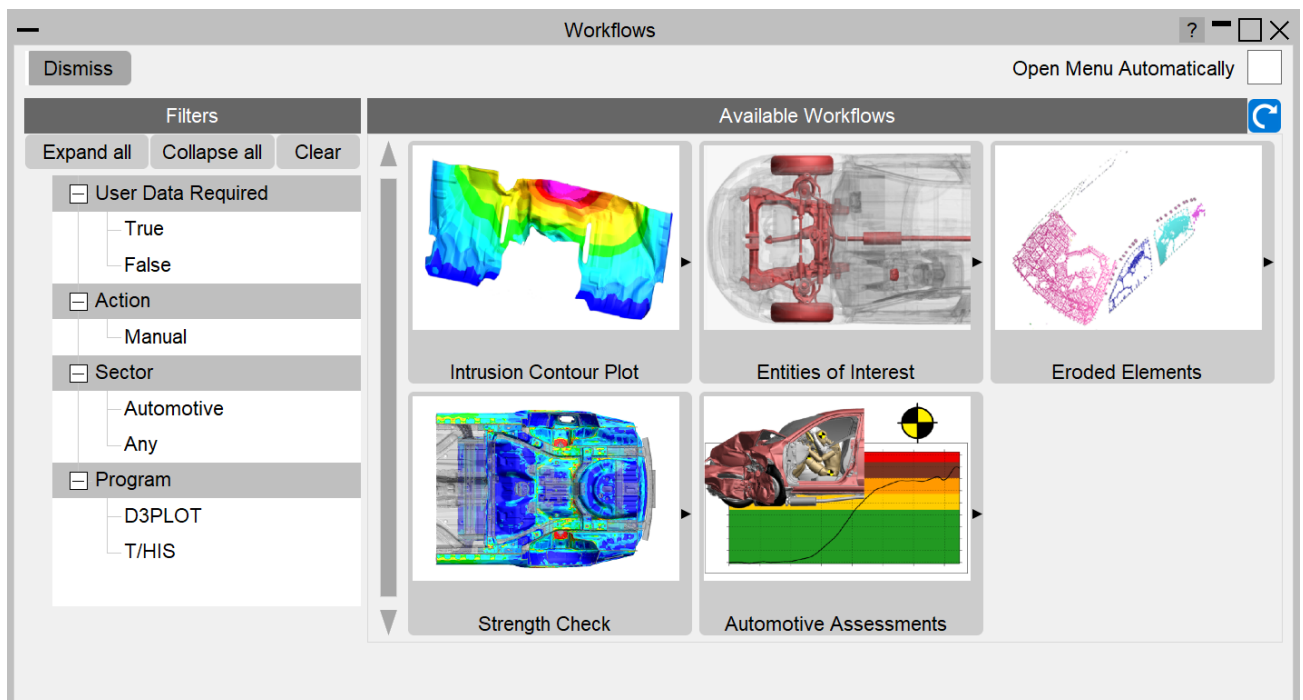 Workflows
?
Dismiss
Open Menu Automatically
Filters
Available Workflows
Expand all
Collapse all
Clear
User Data Required
True
False
Action
Manual
Sector
Automotive
Any
Program
D3PLOT
T/HIS
Intrusion Contour Plot
Entities of Interest
Eroded Elements
Strength Check
Automotive Assessments